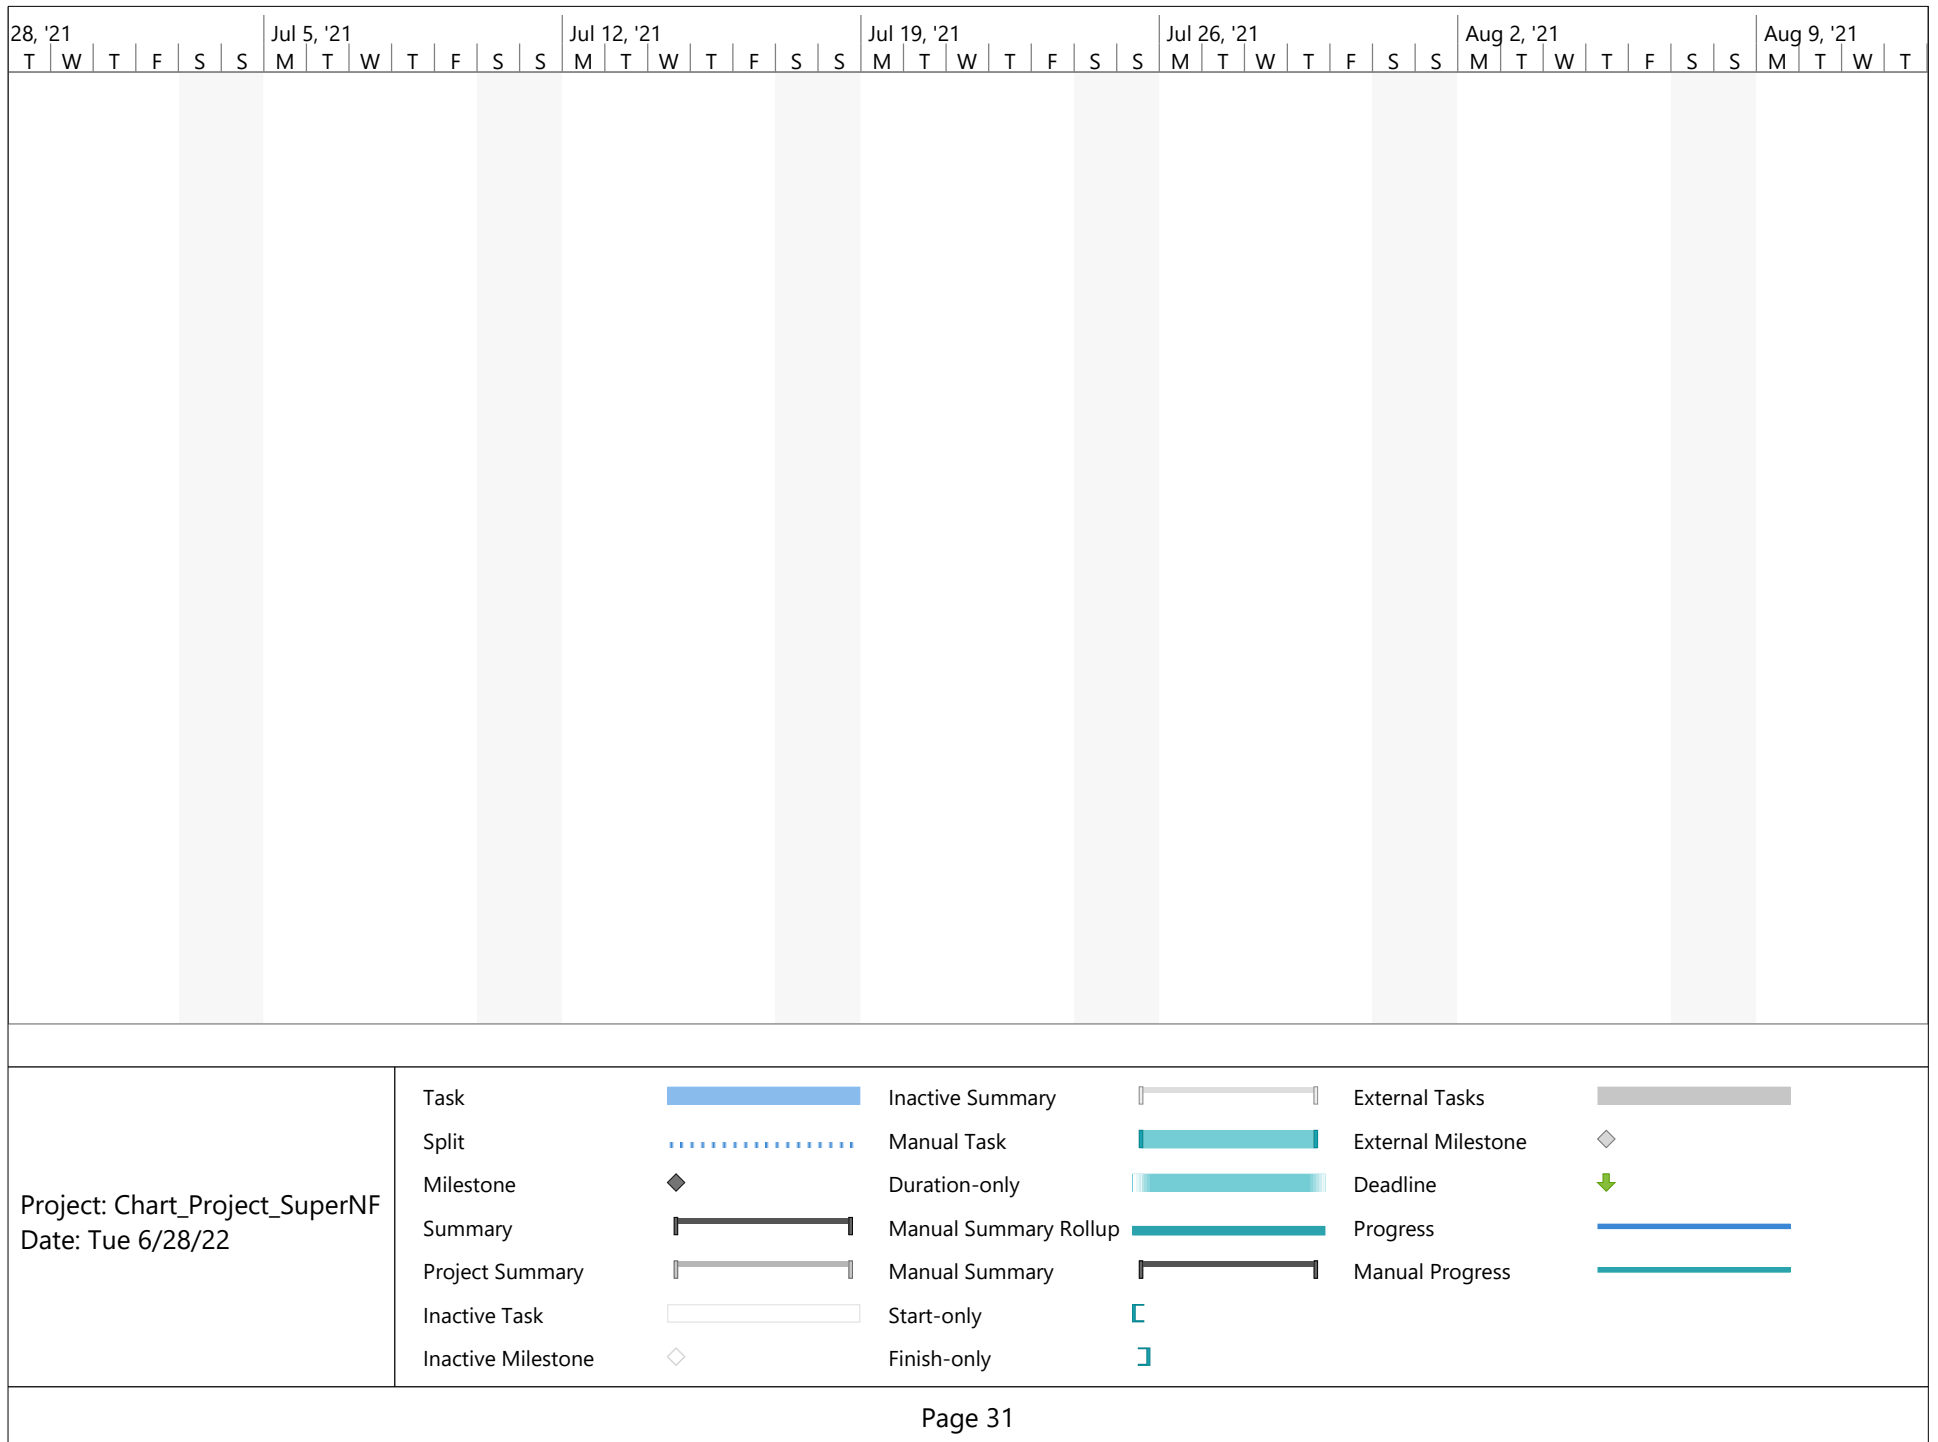 28, '21 Jul 5, '21 Jul 12, '21 Jul 19, '21 Jul 26, '21 Aug 2, '21 Aug 9, '21
T W T F S S M T W T F S S M T W T F S S M T W T F S S M T W T F S S M T W T F S S M T W T
Project: Chart_Project_SuperNF
Date: Tue 6/28/22
Task
Split
Milestone
Summary
Project Summary
Inactive Task
Inactive Milestone
Inactive Summary
Manual Task
Duration-only
Manual Summary Rollup
Manual Summary
Start-only
Finish-only
External Tasks
External Milestone
Deadline
Progress
Manual Progress
Page 31